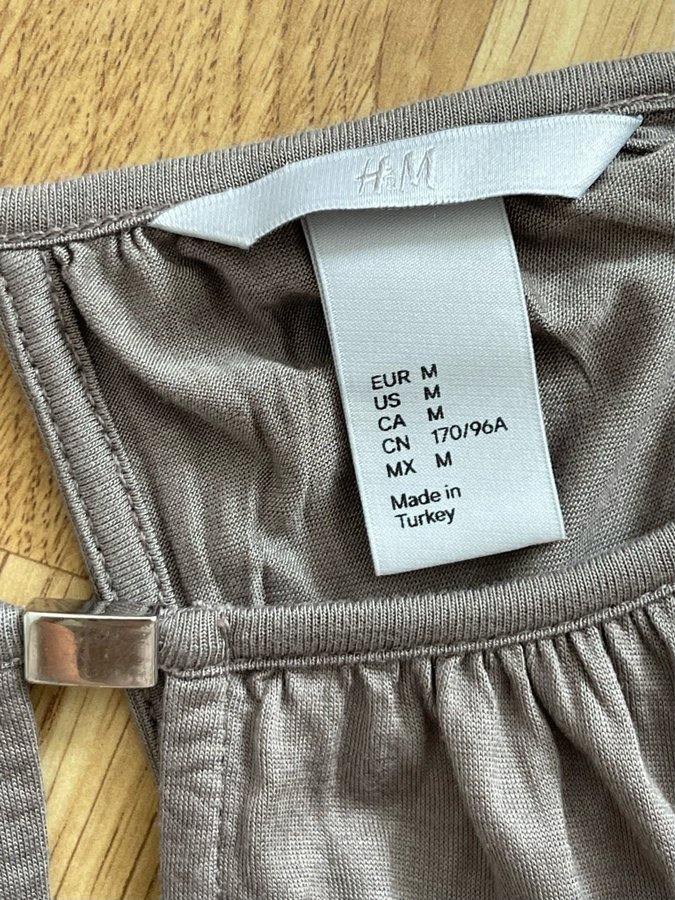 H&M
EUR M
US M
CA M
CN 170/96A
MX M
Made in
Turkey